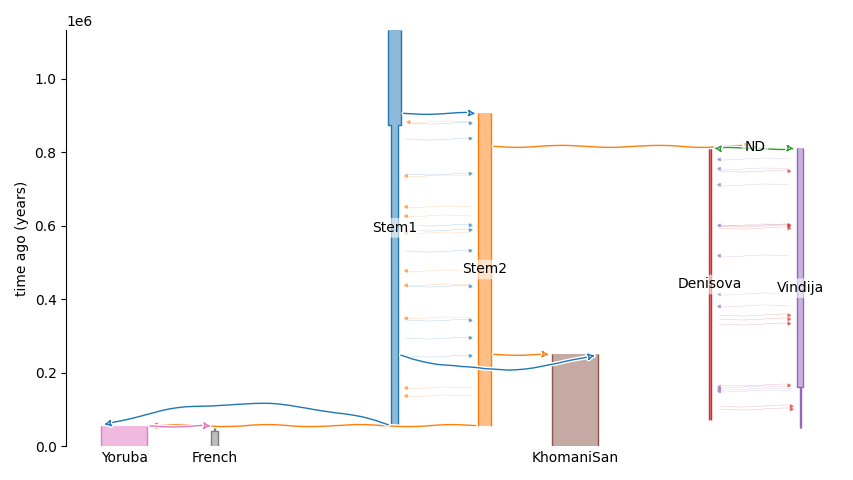 1e6
1.0
0.8
0.6
0.4
0.2
0.0
time ago (years)
ND
Stem1
Stem2
Denisova
Vindija
Yoruba
French
KhomaniSan